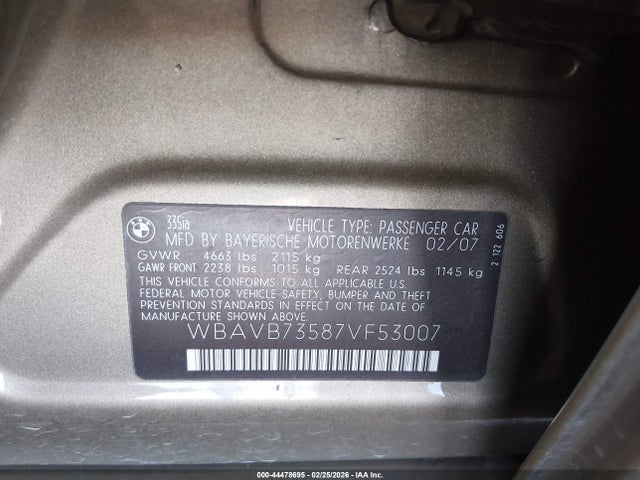 BMW
335ia
VEHICLE TYPE: PASSENGER CAR
MFD BY BAYERISCHE MOTORENWERKE 02/07
GVWR 4663 lbs 2115 kg
GAWR FRONT 2238 lbs 1015 kg REAR 2524 lbs 1145 kg
THIS VEHICLE CONFORMS TO ALL APPLICABLE U.S.
FEDERAL MOTOR VEHICLE SAFETY, BUMPER AND THEFT
PREVENTION STANDARDS IN EFFECT ON THE DATE OF
MANUFACTURE SHOWN ABOVE.
WBAVB73587VF53007
2 122 606
000-44478695 - 02/25/2026 - IAA Inc.